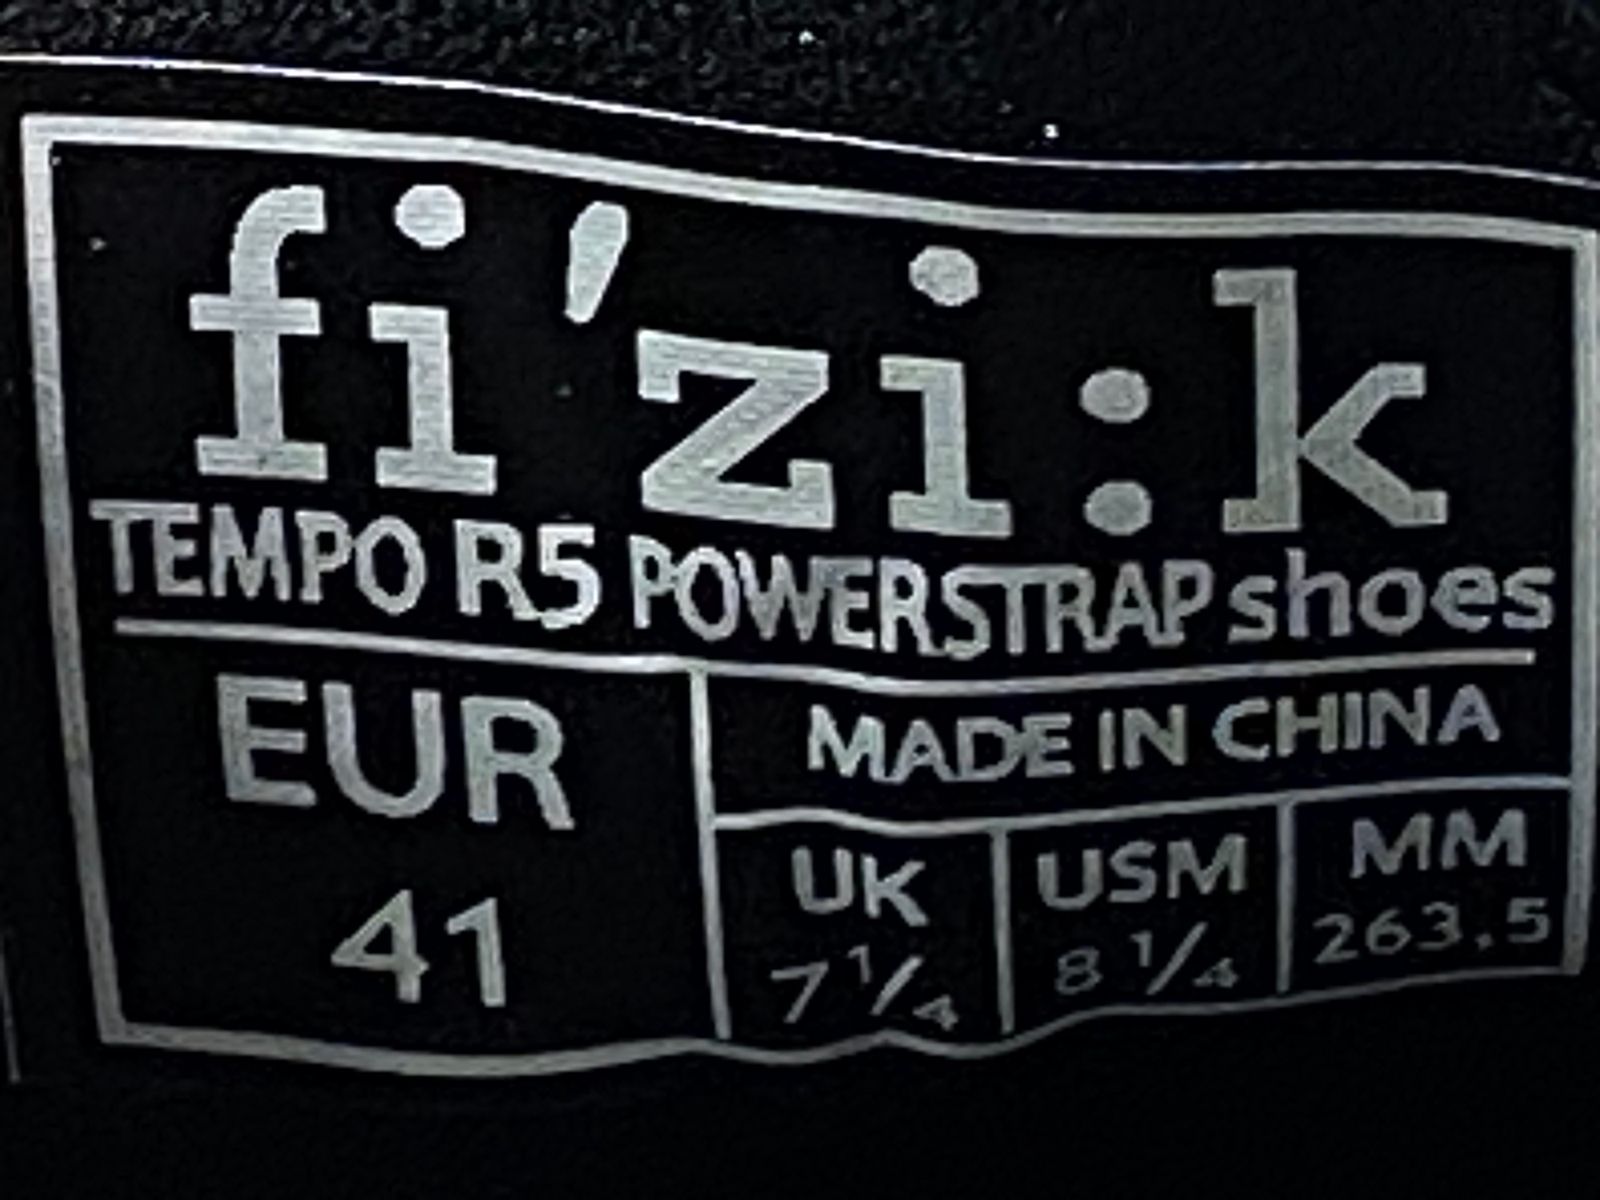 fi'zi:k
TEMPO R5 POWERSTRAP shoes
EUR
41
MADE IN CHINA
UK
7 1/4
USM
8 1/4
MM
263.5